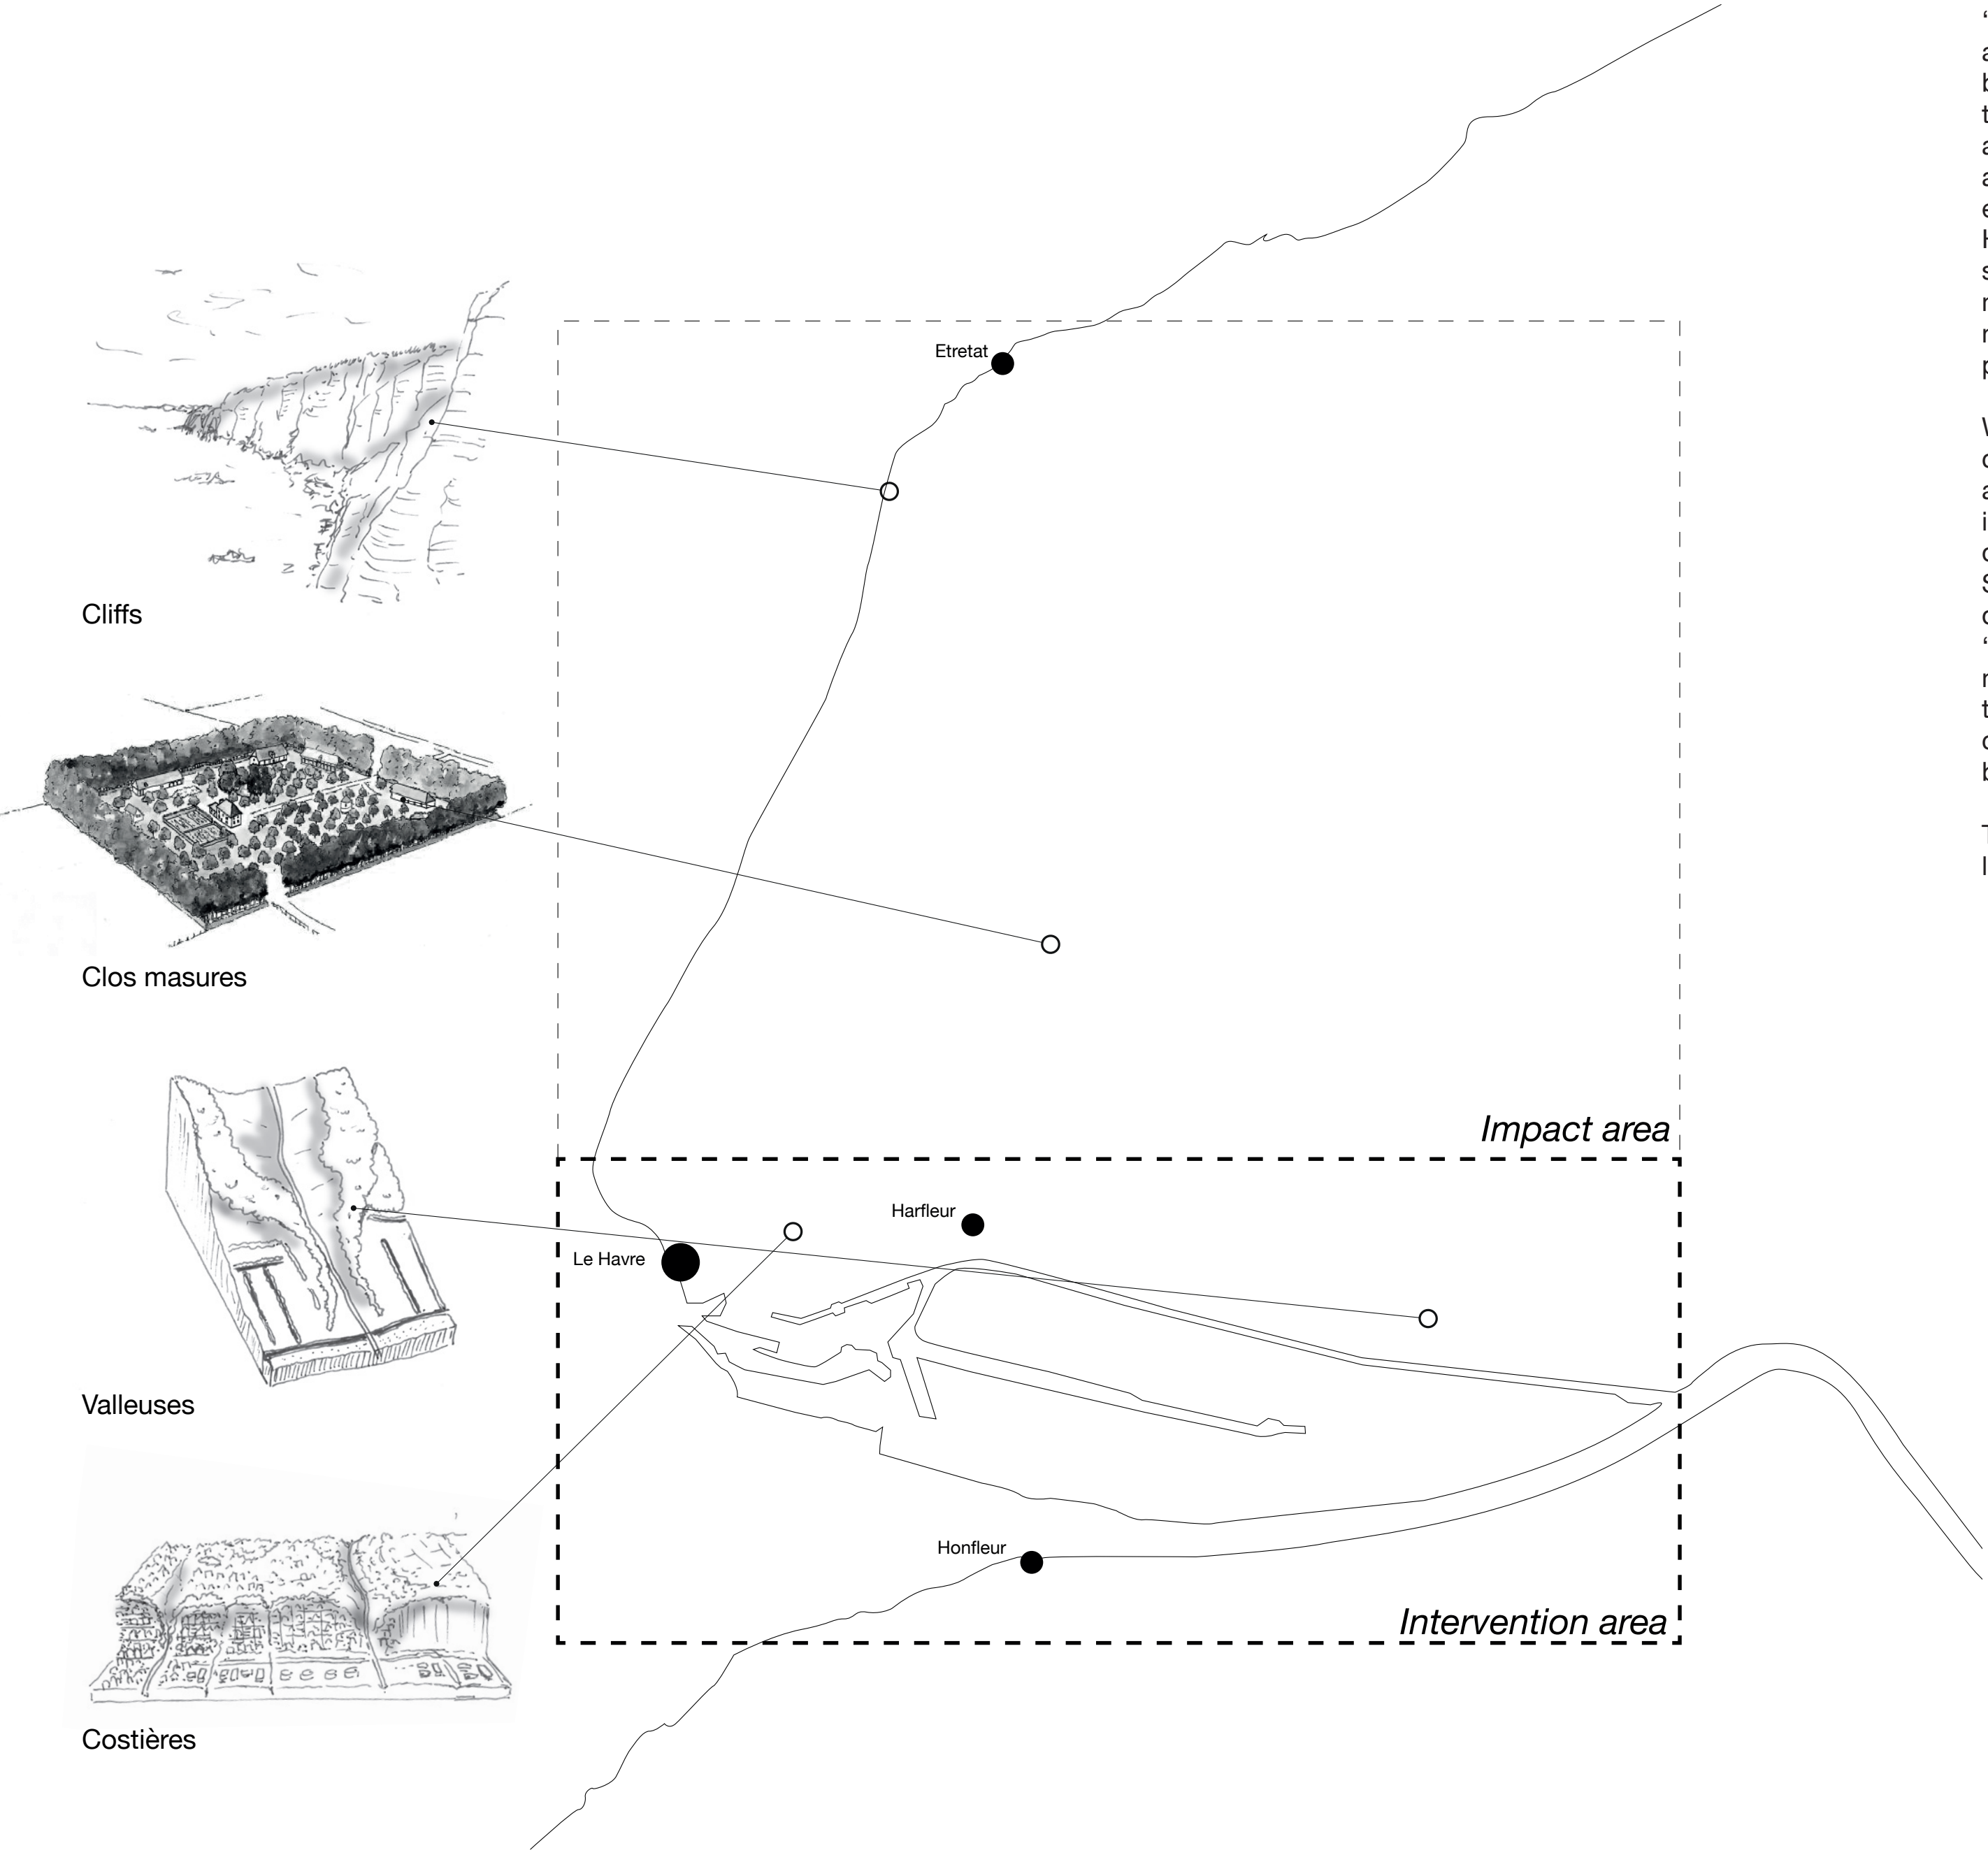 Etretat
Cliffs
Clos masures
Impact area
Harfleur
Le Havre
Valleuses
Honfleur
Intervention area
Costières